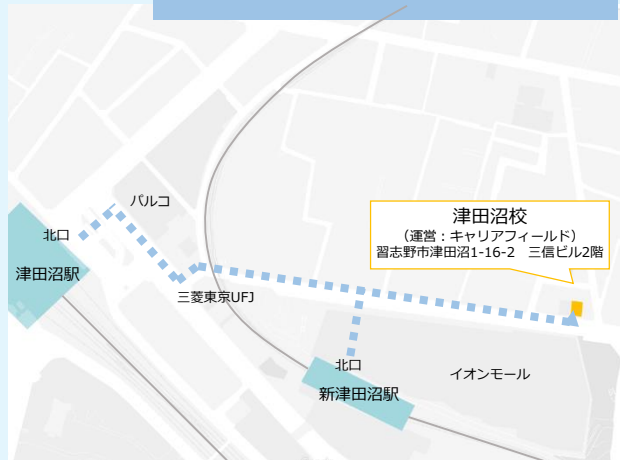 パルコ
北口
津田沼駅
三菱東京UFJ
津田沼校
（運営：キャリアフィールド）
習志野市津田沼1-16-2　三信ビル2階
北口
新津田沼駅
イオンモール